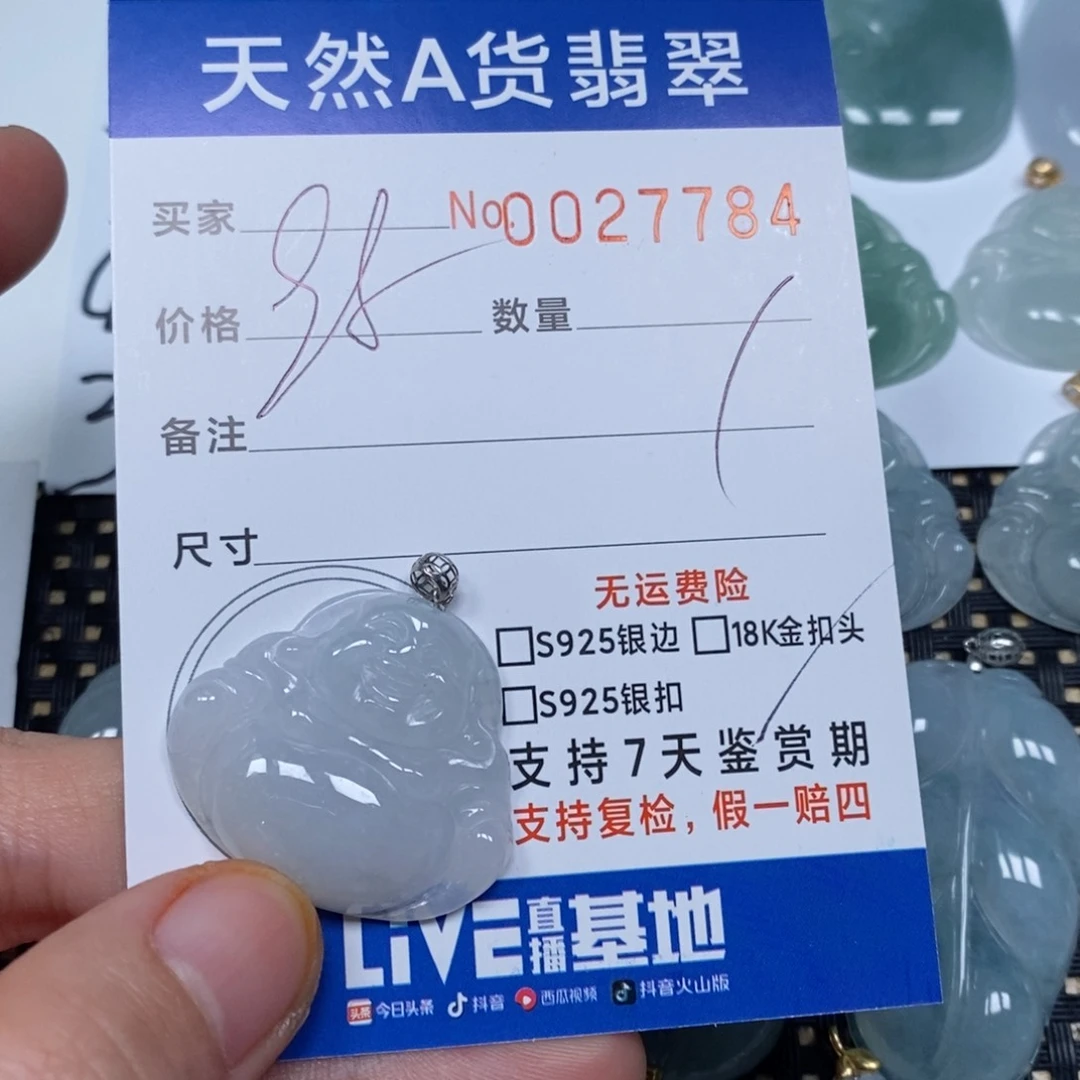 天然A货翡翠
买家 No.0027784
价格 数量
备注
尺寸
无运费险
S925银边 18K金扣头
S925银扣
支持7天鉴赏期
支持复检，假一赔四
LIVE直播基地
头条 今日头条 抖音 西瓜视频 抖音火山版